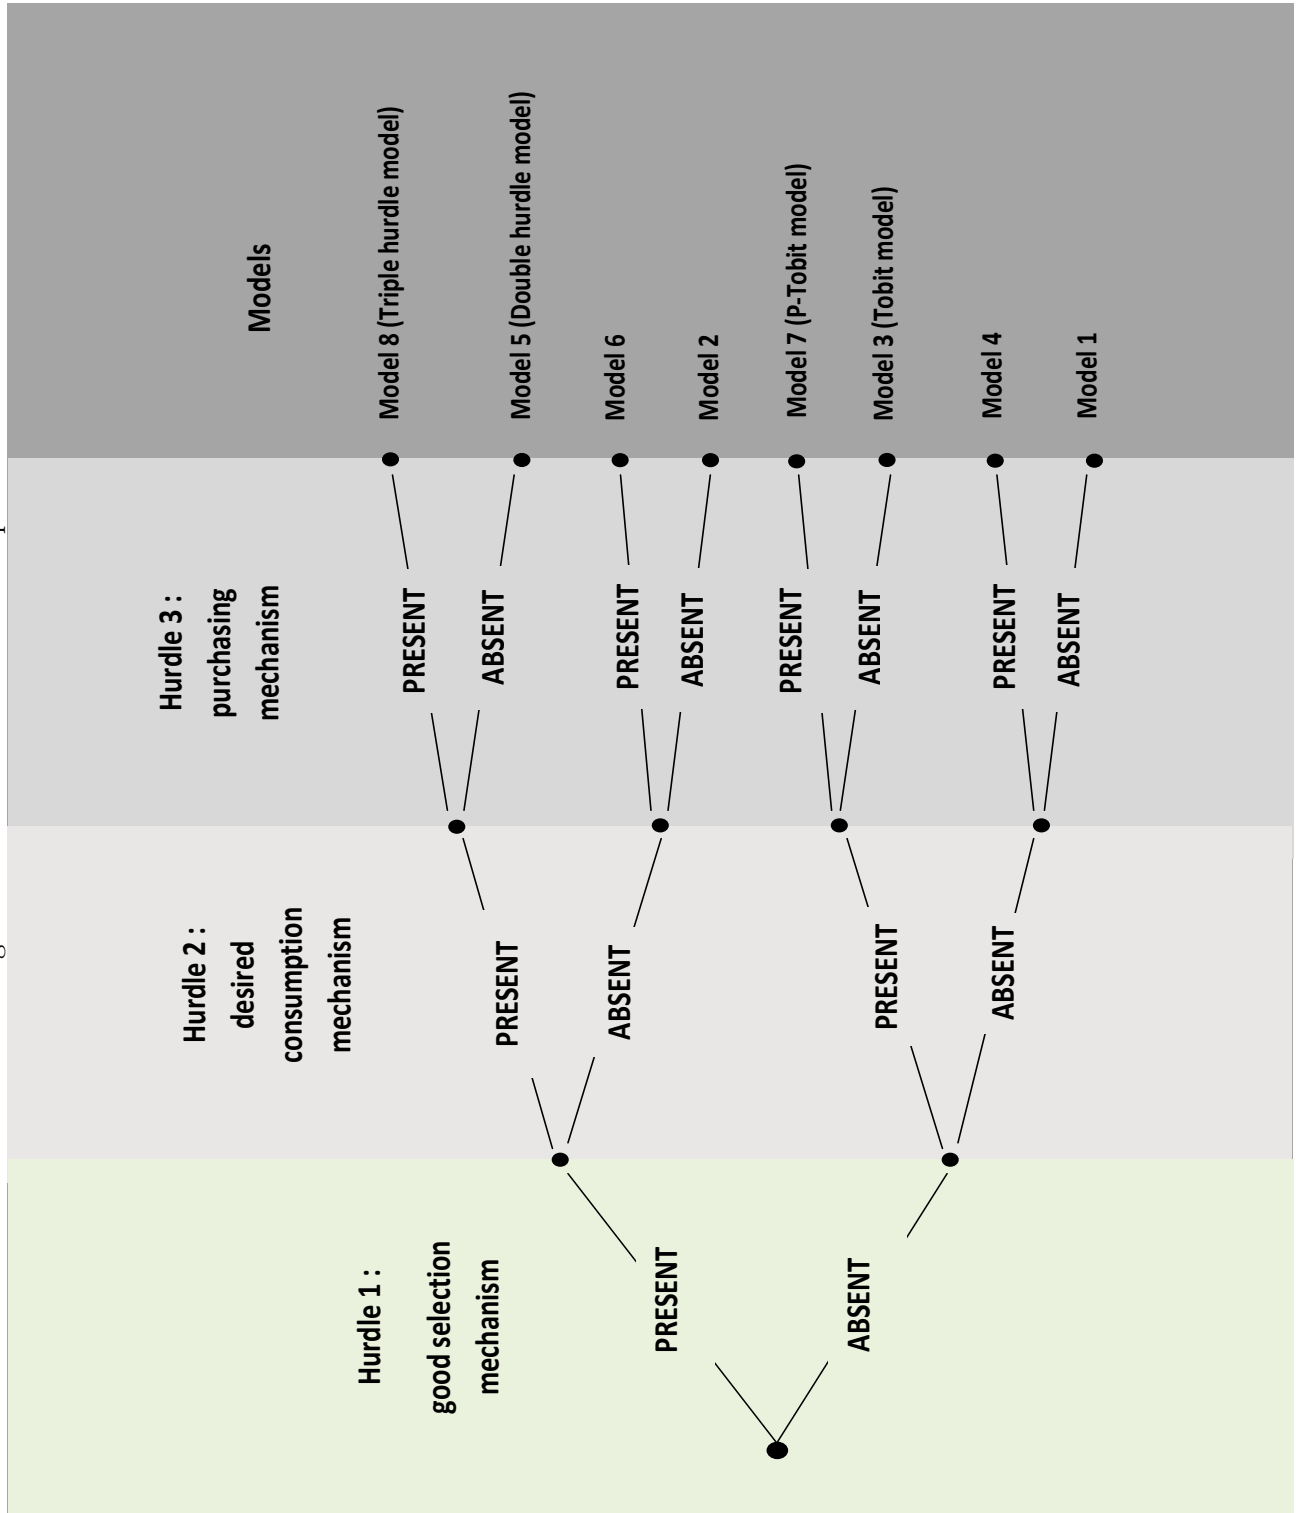 Hurdle 1 :
good selection
mechanism
PRESENT
ABSENT
Hurdle 2 :
desired
consumption
mechanism
PRESENT
ABSENT
PRESENT
ABSENT
Hurdle 3 :
purchasing
mechanism
PRESENT
ABSENT
PRESENT
ABSENT
PRESENT
ABSENT
PRESENT
ABSENT
Models
Model 8 (Triple hurdle model)
Model 5 (Double hurdle model)
Model 6
Model 2
Model 7 (P-Tobit model)
Model 3 (Tobit model)
Model 4
Model 1